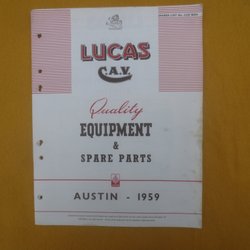 LUCAS
C.A.V.
Quality
EQUIPMENT
&
SPARE PARTS
AUSTIN - 1959